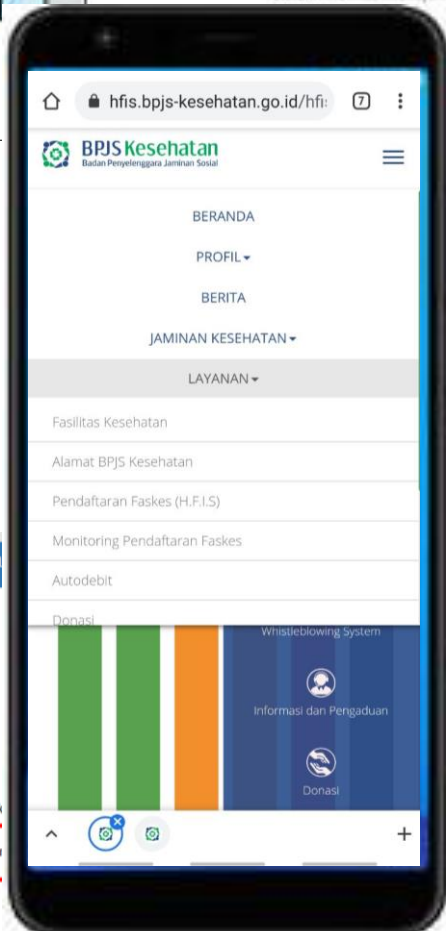 hfis.bpjs-kesehatan.go.id/hfi
7
BPJS Kesehatan
Badan Penyelenggara Jaminan Sosial
BERANDA
PROFIL
BERITA
JAMINAN KESEHATAN
LAYANAN
Fasilitas Kesehatan
Alamat BPJS Kesehatan
Pendaftaran Faskes (H.F.I.S)
Monitoring Pendaftaran Faskes
Autodebit
Donasi
Whistleblowing System
Informasi dan Pengaduan
Donasi